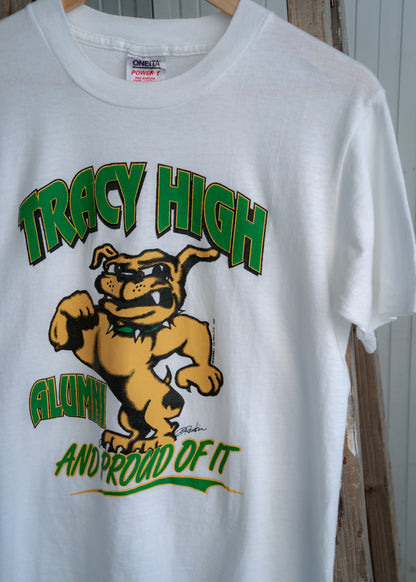 ONEITA
POWER-T
TRACY HIGH
ALUMNI
AND PROUD OF IT